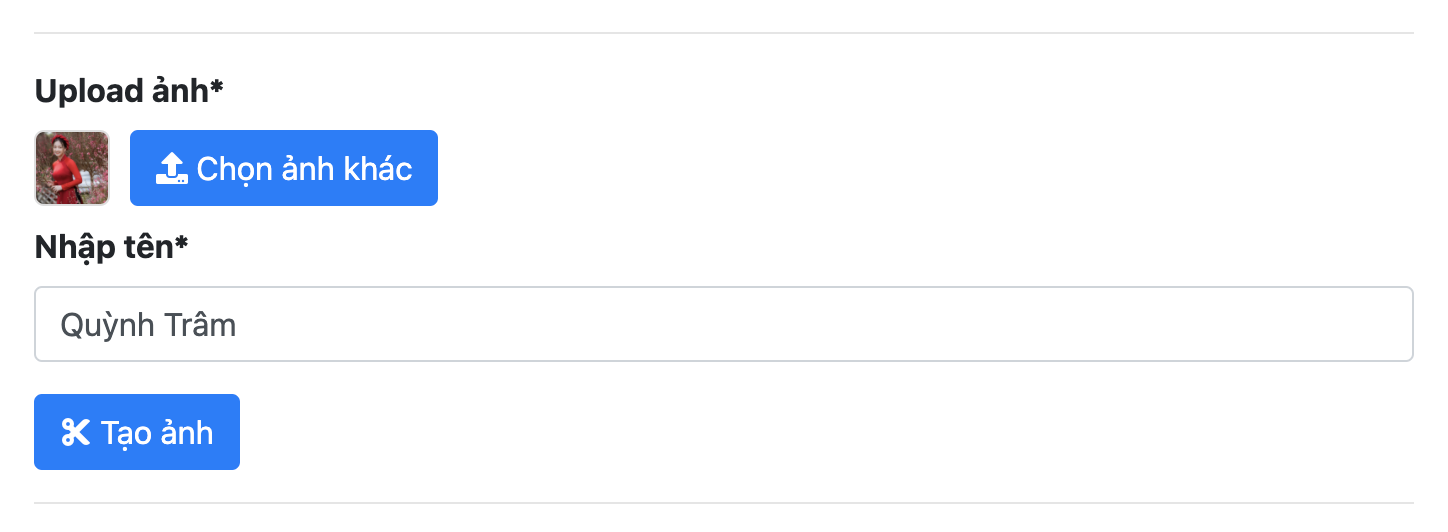 Upload ảnh*
Chọn ảnh khác
Nhập tên*
Quỳnh Trâm
Tạo ảnh